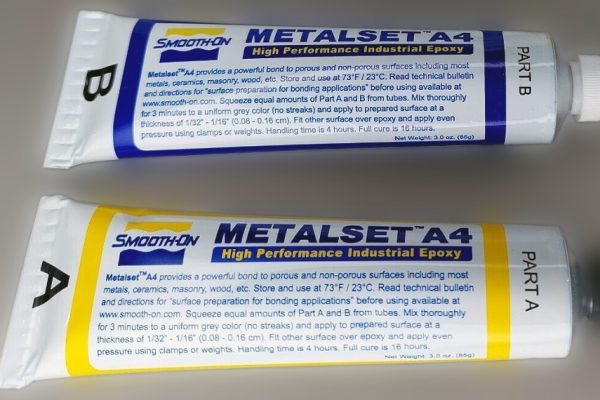 B
SMOOTH-ON
METALSET™A4
High Performance Industrial Epoxy
Metalset™A4 provides a powerful bond to porous and non-porous surfaces including most
metals, ceramics, masonry, wood, etc. Store and use at 73°F / 23°C. Read technical bulletin
and directions for "surface preparation for bonding applications" before using available at
www.smooth-on.com. Squeeze equal amounts of Part A and B from tubes. Mix thoroughly
for 3 minutes to a uniform grey color (no streaks) and apply to prepared surface at a
thickness of 1/32" - 1/16" (0.08 - 0.16 cm). Fit other surface over epoxy and apply even
pressure using clamps or weights. Handling time is 4 hours. Full cure is 16 hours.
Net Weight: 3.0 oz. (85g)
PART B
A
SMOOTH-ON
METALSET™A4
High Performance Industrial Epoxy
Metalset™A4 provides a powerful bond to porous and non-porous surfaces including most
metals, ceramics, masonry, wood, etc. Store and use at 73°F / 23°C. Read technical bulletin
and directions for "surface preparation for bonding applications" before using available at
www.smooth-on.com. Squeeze equal amounts of Part A and B from tubes. Mix thoroughly
for 3 minutes to a uniform grey color (no streaks) and apply to prepared surface at a
thickness of 1/32" - 1/16" (0.08 - 0.16 cm). Fit other surface over epoxy and apply even
pressure using clamps or weights. Handling time is 4 hours. Full cure is 16 hours.
Net Weight: 3.0 oz. (85g)
PART A